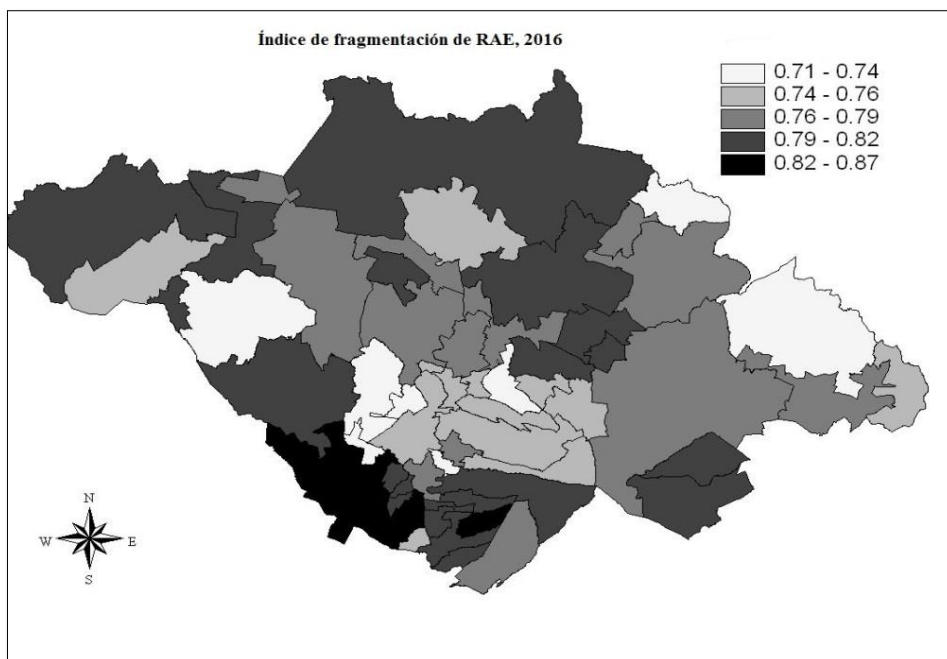 Índice de fragmentación de RAE, 2016
0.71 - 0.74
0.74 - 0.76
0.76 - 0.79
0.79 - 0.82
0.82 - 0.87
N
W E
S